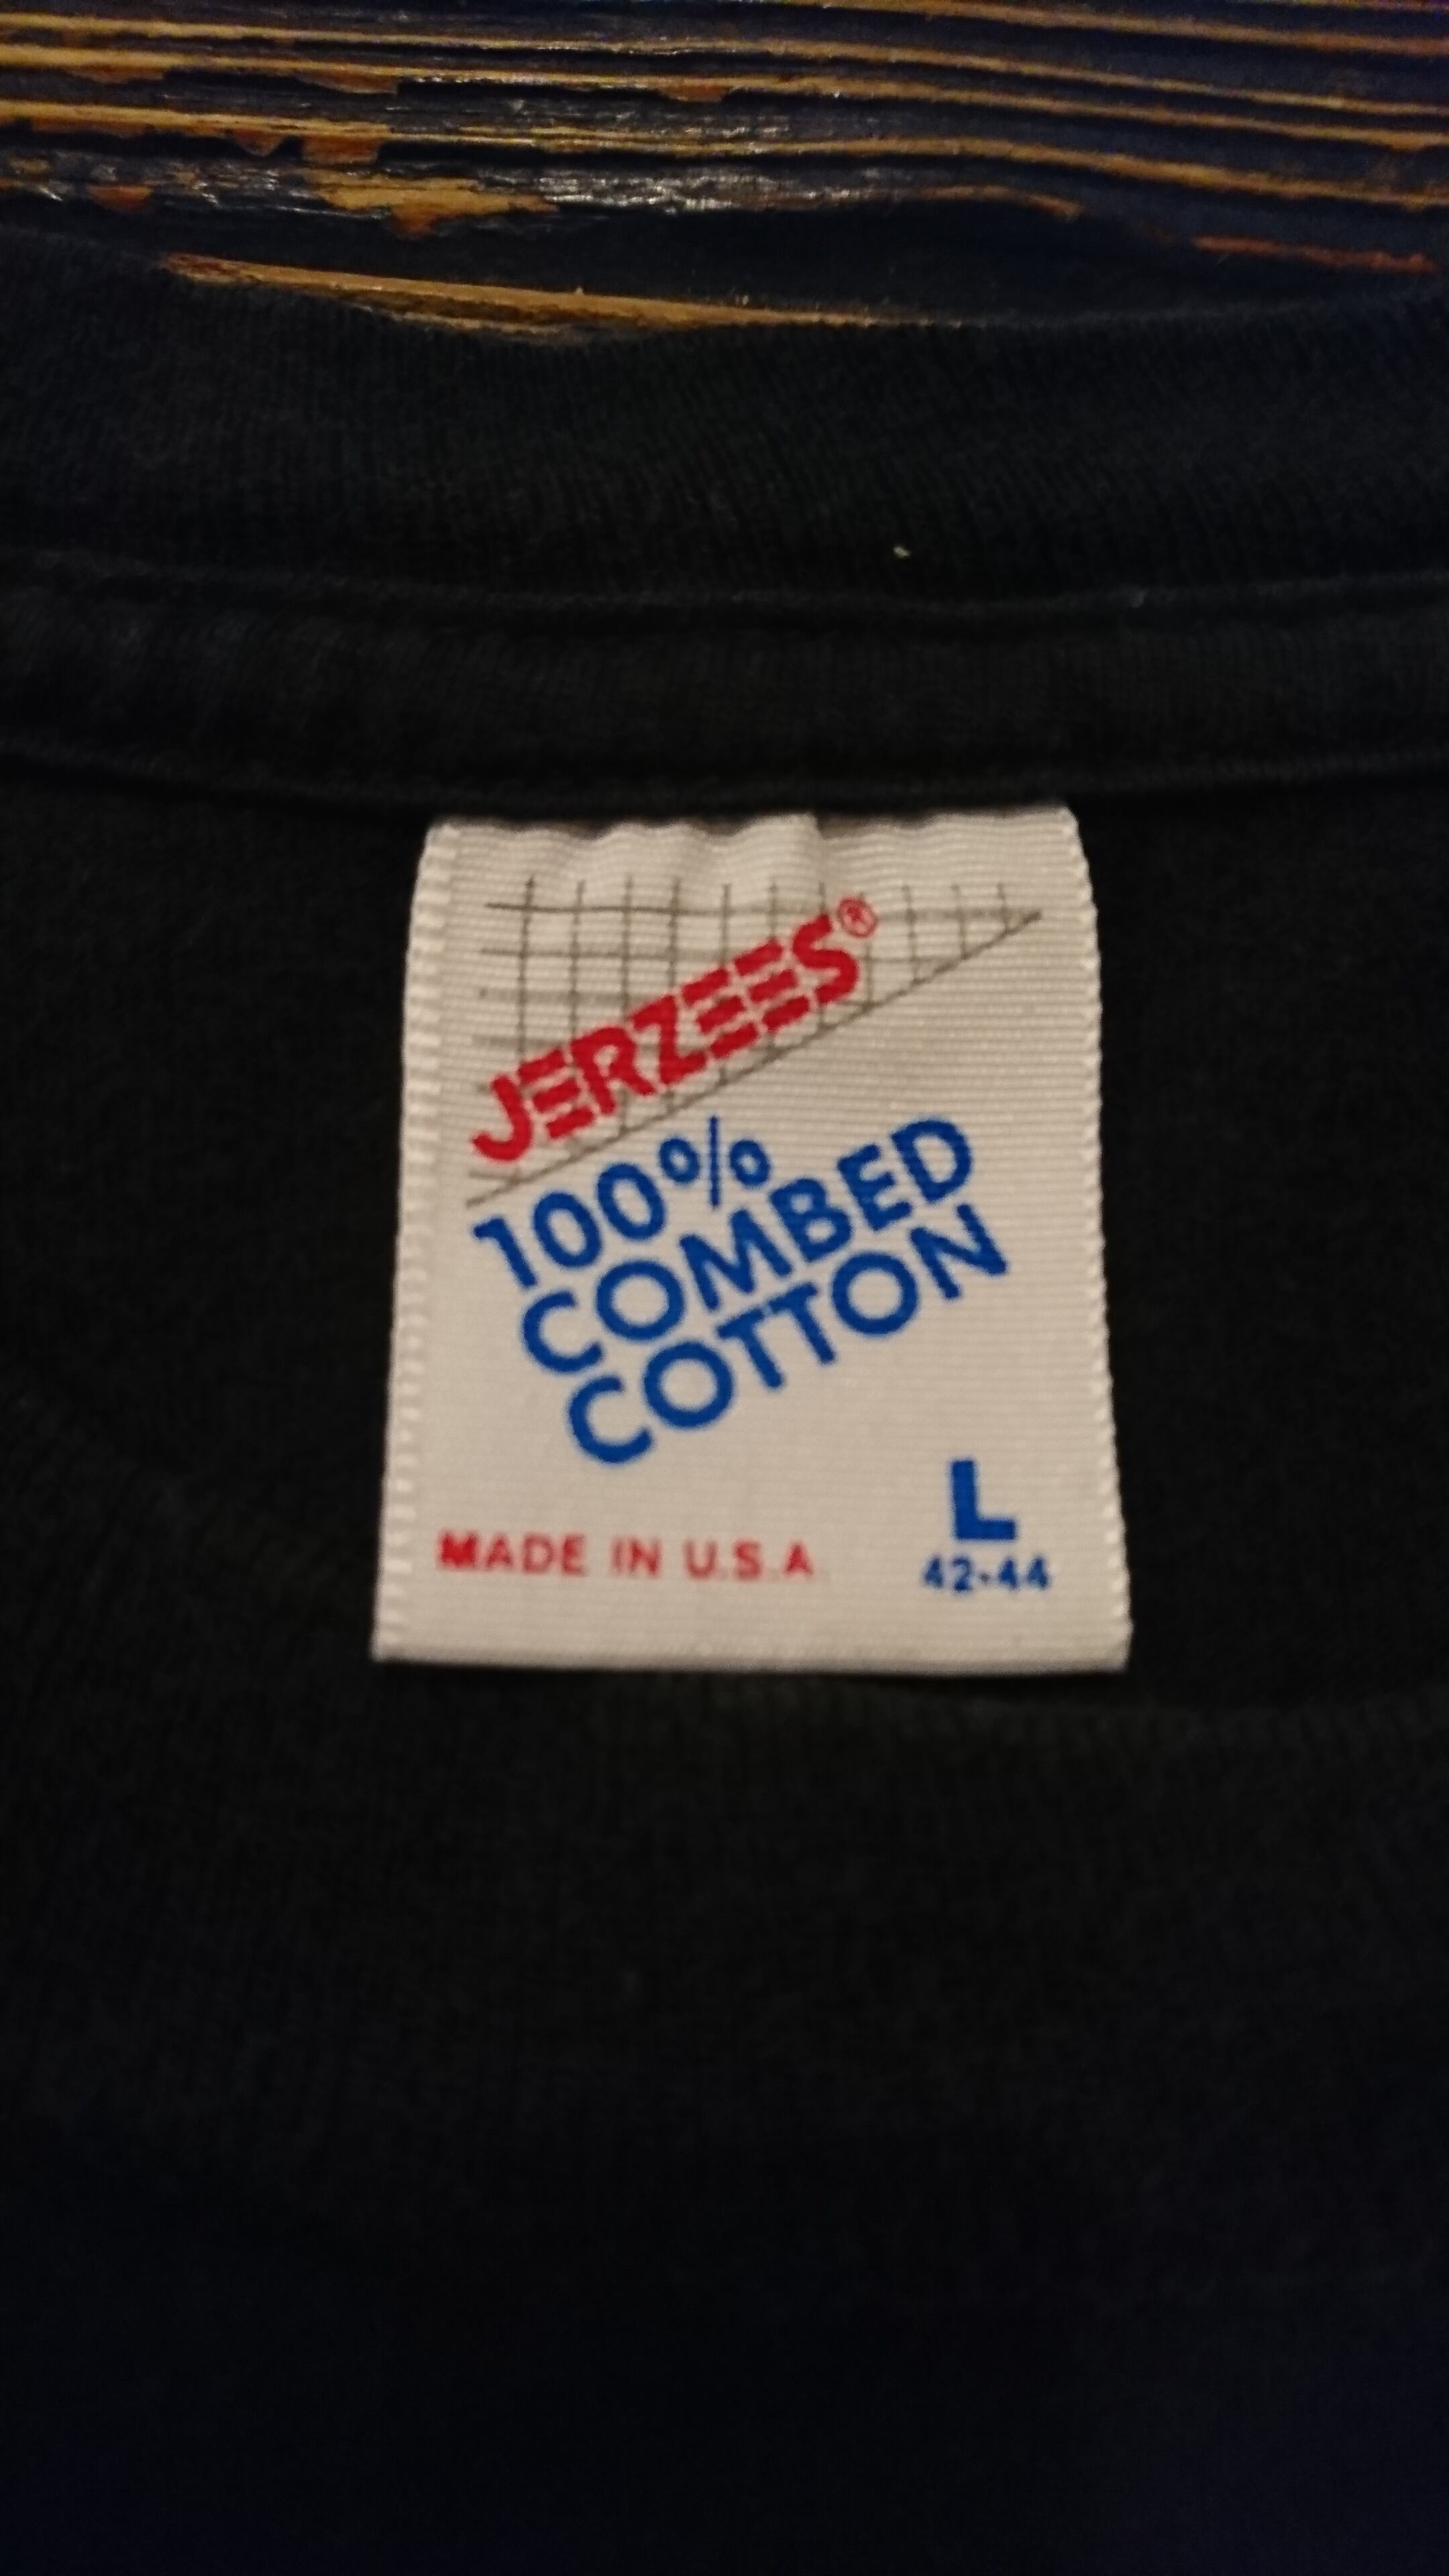 JERZEES®
100%
COMBED
COTTON
L
MADE IN U.S.A
42-44